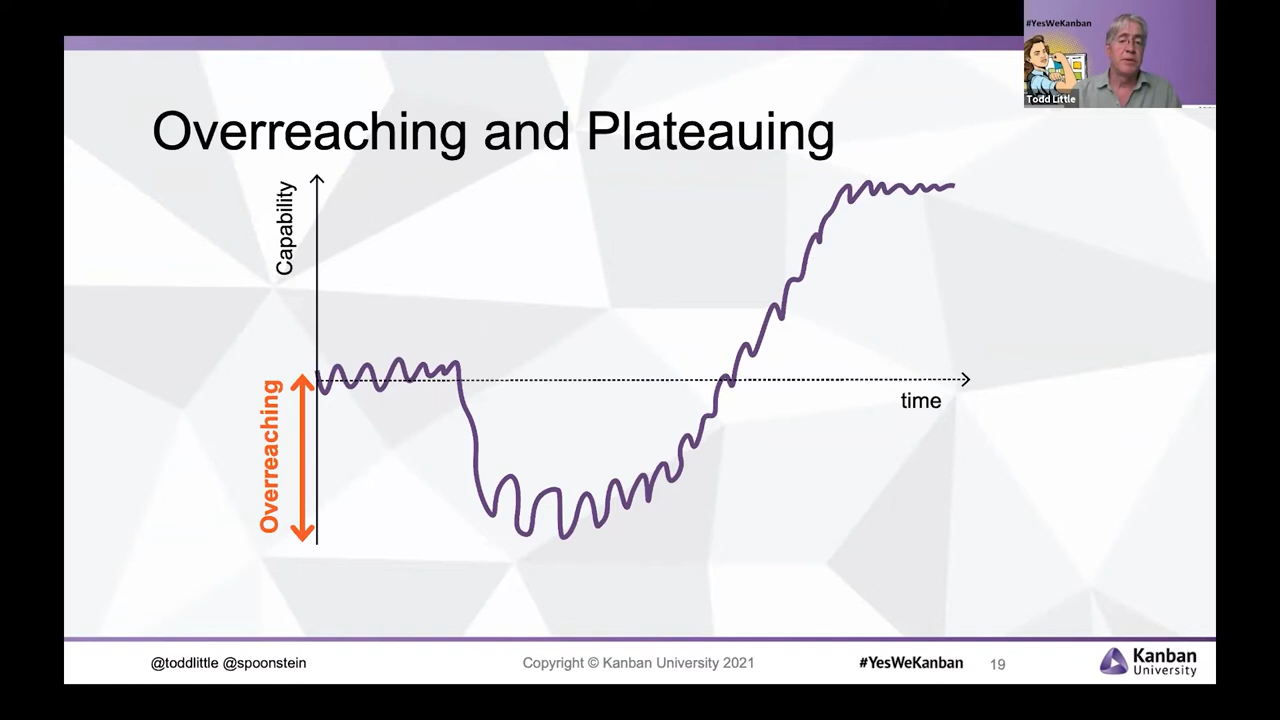 #YesWeKanban
Todd Little
Overreaching and Plateauing
Capability
Overreaching
time
@toddlittle @spoonstein
Copyright © Kanban University 2021
#YesWeKanban
19
Kanban
University